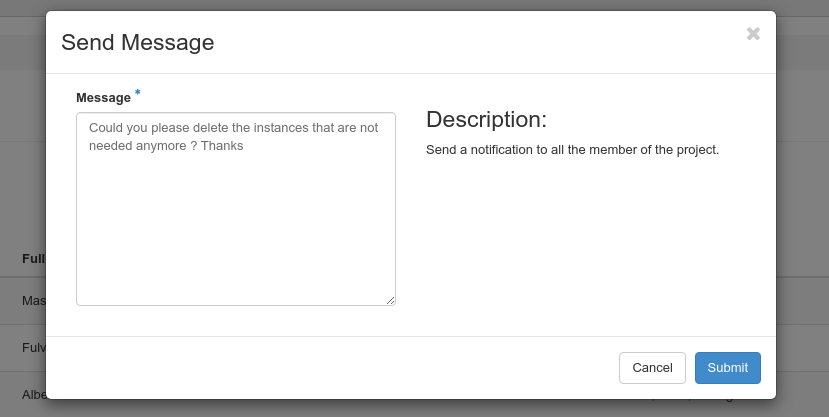 Send Message
Message *
Could you please delete the instances that are not
needed anymore ? Thanks
Description:
Send a notification to all the member of the project.
Full
Mas
Fulv
Albe
Cancel
Submit